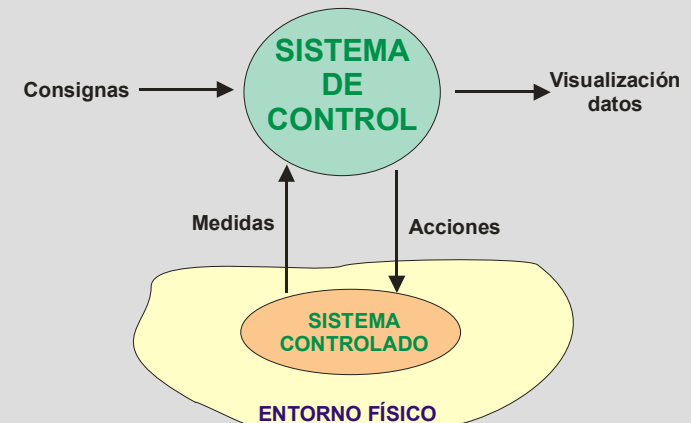 SISTEMA
DE
CONTROL
Consignas
Visualización
datos
Medidas
Acciones
SISTEMA
CONTROLADO
ENTORNO FÍSICO